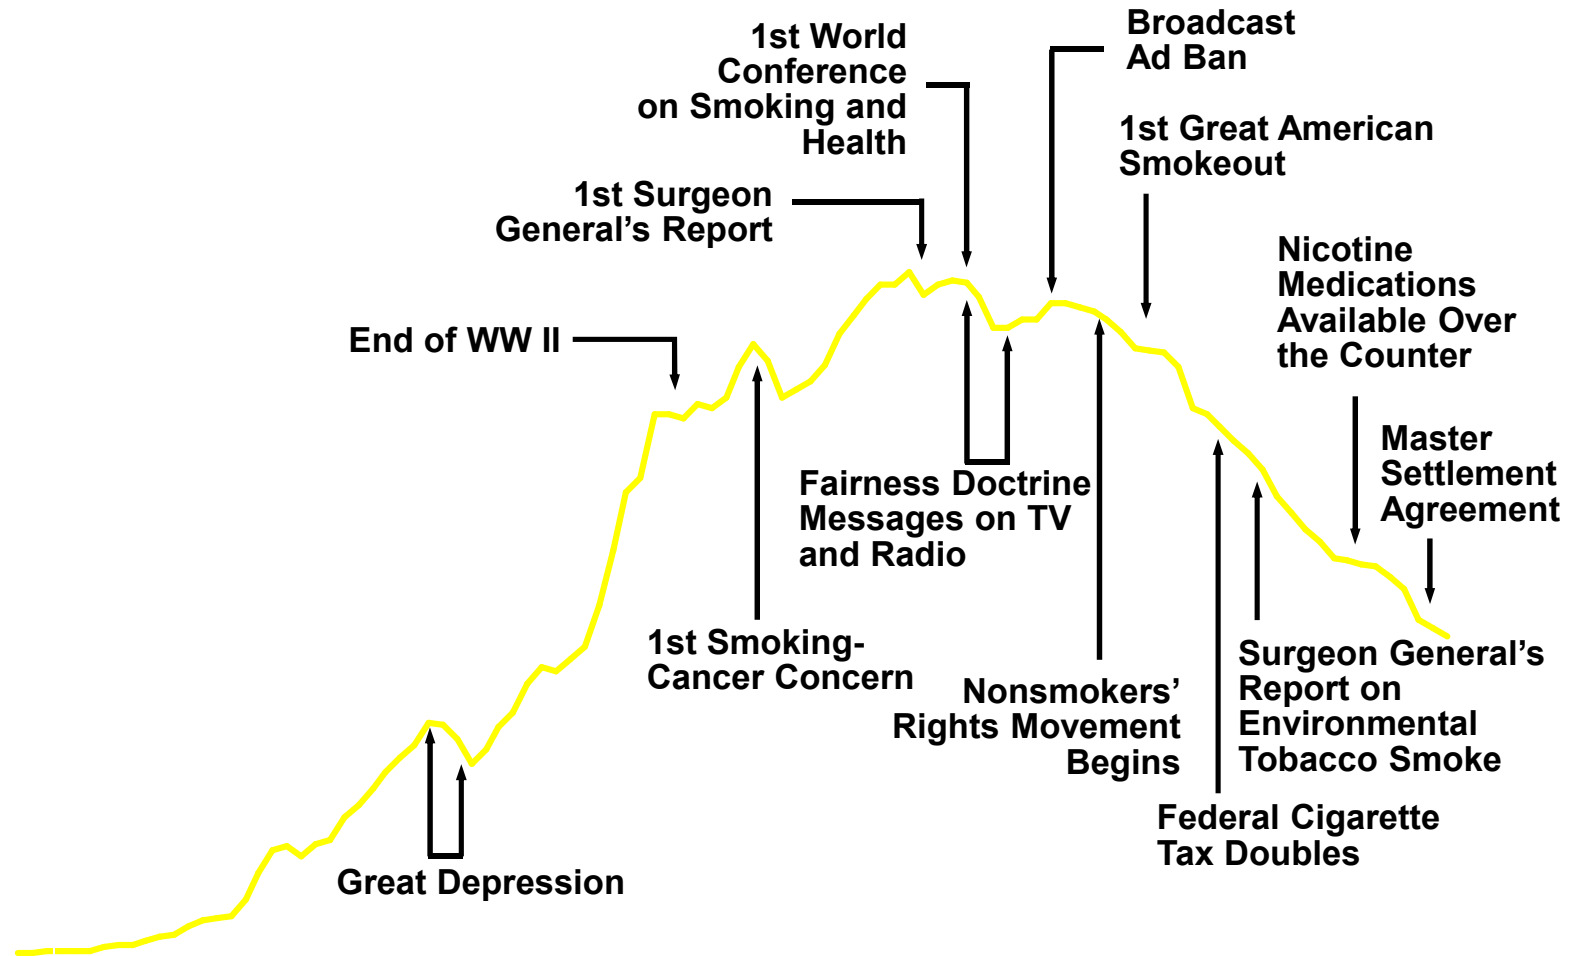 1st World
Conference
on Smoking and
Health
Broadcast
Ad Ban
1st Great American
Smokeout
1st Surgeon
General’s Report
Nicotine
Medications
Available Over
the Counter
End of WW II
Master
Settlement
Agreement
Fairness Doctrine
Messages on TV
and Radio
1st Smoking-
Cancer Concern
Nonsmokers’
Rights Movement
Begins
Surgeon General’s
Report on
Environmental
Tobacco Smoke
Federal Cigarette
Tax Doubles
Great Depression